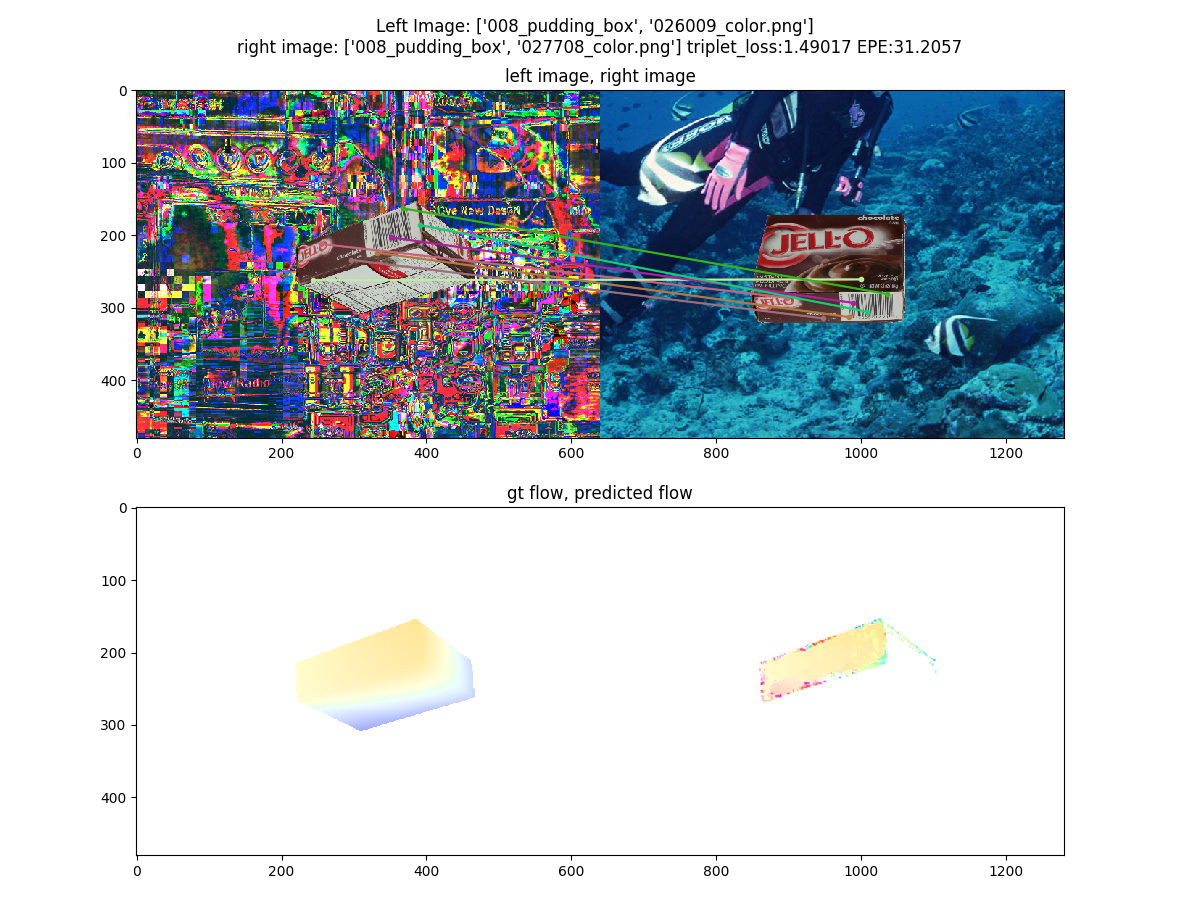 Left Image: ['008_pudding_box', '026009_color.png']
right image: ['008_pudding_box', '027708_color.png'] triplet_loss:1.49017 EPE:31.2057
left image, right image
0
100
200
300
400
0 200 400 600 800 1000 1200
JELL-O
chocolate
JELL-O
JELL-O
gt flow, predicted flow
0
100
200
300
400
0 200 400 600 800 1000 1200